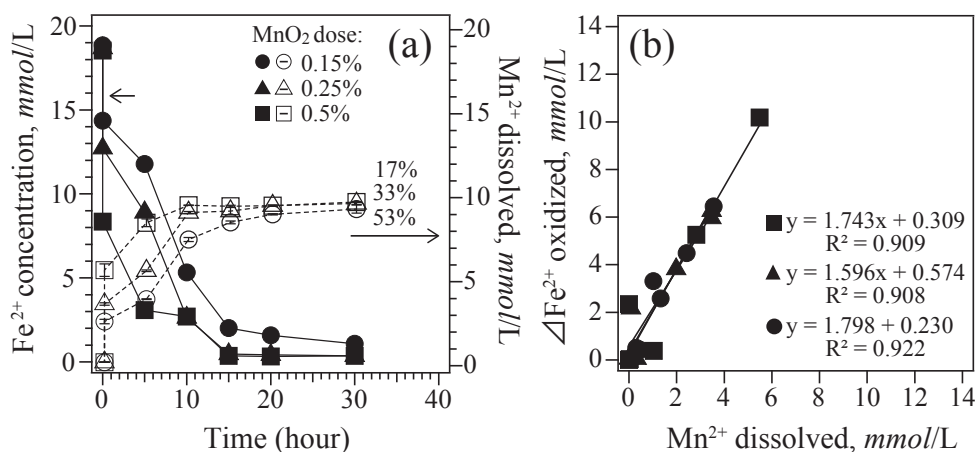 (a)
MnO2 dose:
0.15%
0.25%
0.5%
17%
33%
53%
20
15
10
5
0
Fe2+ concentration, mmol/L
20
15
10
5
0
Mn2+ dissolved, mmol/L
0 10 20 30 40
Time (hour)
(b)
14
12
10
8
6
4
2
0
ΔFe2+ oxidized, mmol/L
y = 1.743x + 0.309
R² = 0.909
y = 1.596x + 0.574
R² = 0.908
y = 1.798 + 0.230
R² = 0.922
0 2 4 6 8 10 12 14
Mn2+ dissolved, mmol/L